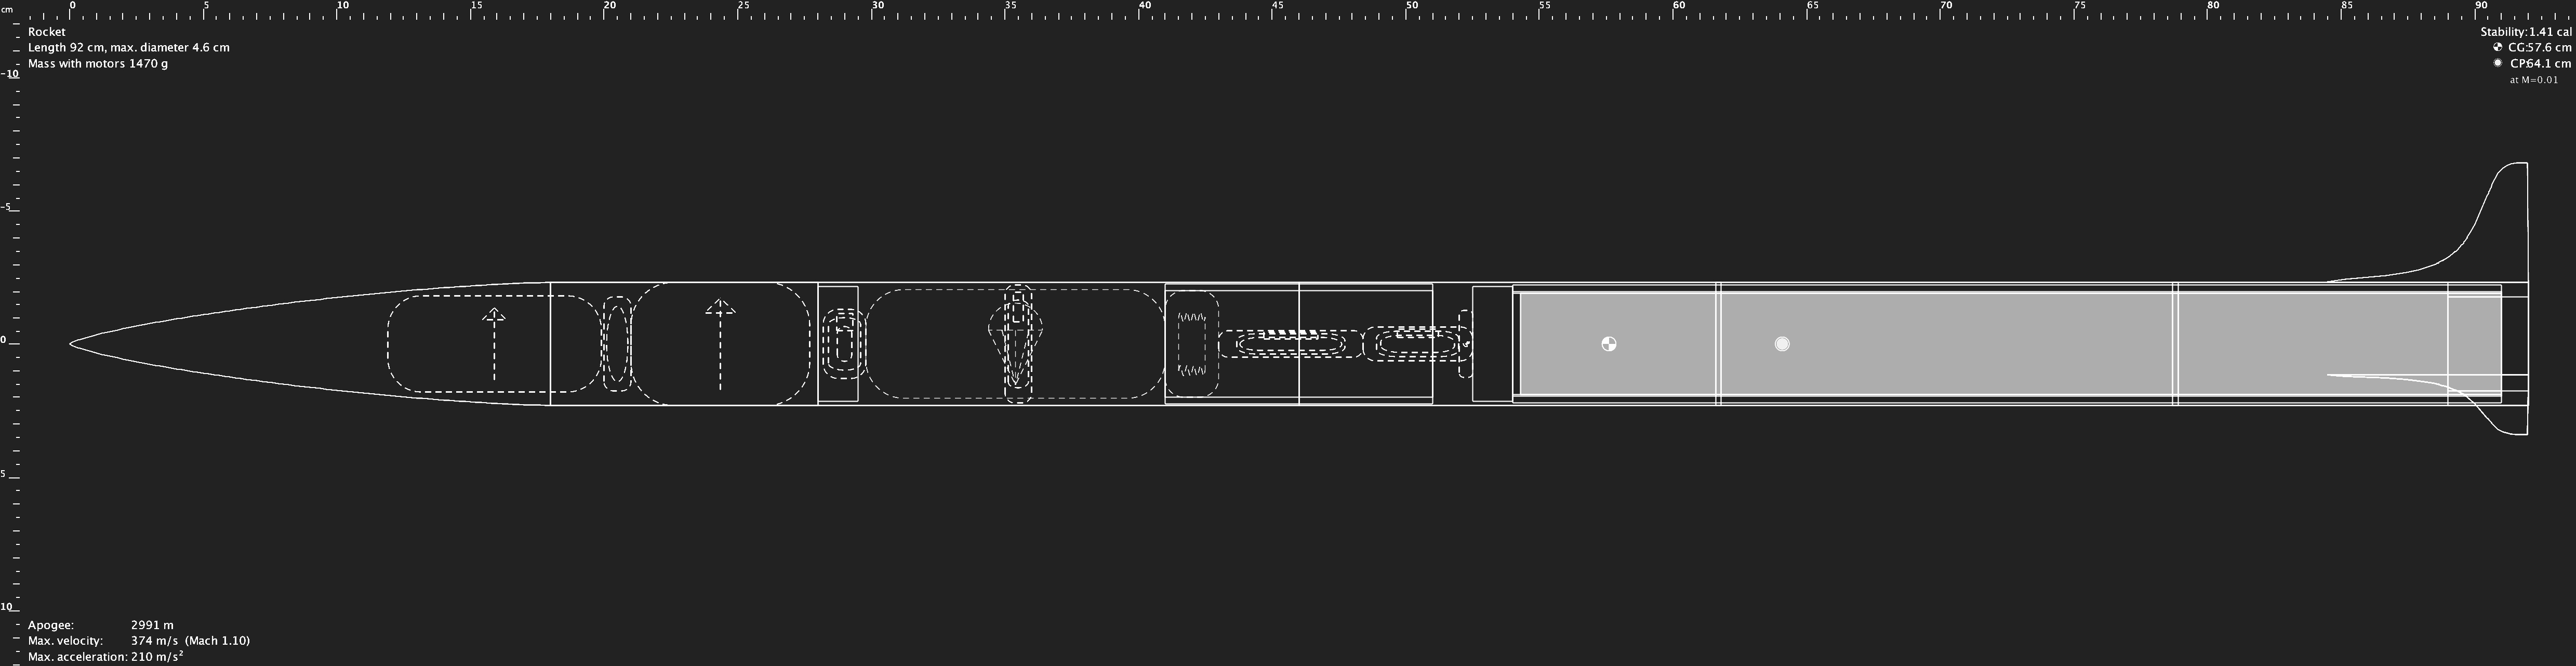 cm
0 5 10 15 20 25 30 35 40 45 50 55 60 65 70 75 80 85 90
Rocket
Length 92 cm, max. diameter 4.6 cm
Mass with motors 1470 g
Stability:1.41 cal
CG:57.6 cm
CP:64.1 cm
at M=0.01
-10
-5
0
5
10
Apogee: 2991 m
Max. velocity: 374 m/s (Mach 1.10)
Max. acceleration: 210 m/s²